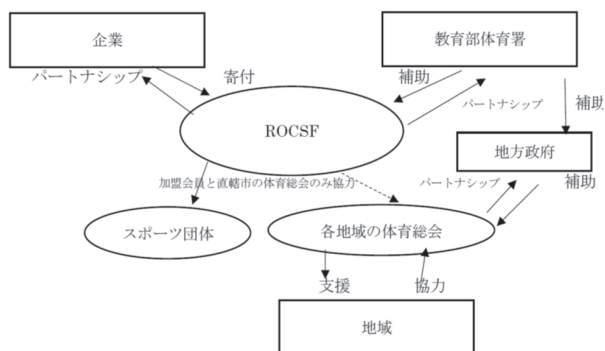 企業
教育部体育署
パートナシップ
寄付
補助
パートナシップ
補助
ROCSF
地方政府
加盟会員と直轄市の体育総会のみ協力
パートナシップ
補助
スポーツ団体
各地域の体育総会
支援
協力
地域